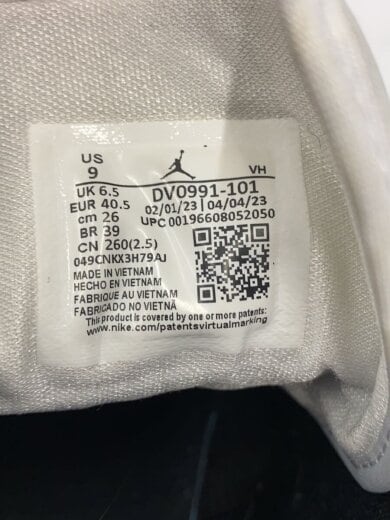 US
9
VH
UK 6.5
EUR 40.5
cm 26
BR 39
CN 260(2.5)
DV0991-101
02/01/23 | 04/04/23
UPC 00196608052050
049CNKX3H79AJ
MADE IN VIETNAM
HECHO EN VIETNAM
FABRIQUE AU VIETNAM
FABRICADO NO VIETNÃ
This product is covered by one or more patents:
www.nike.com/patentsvirtualmarking